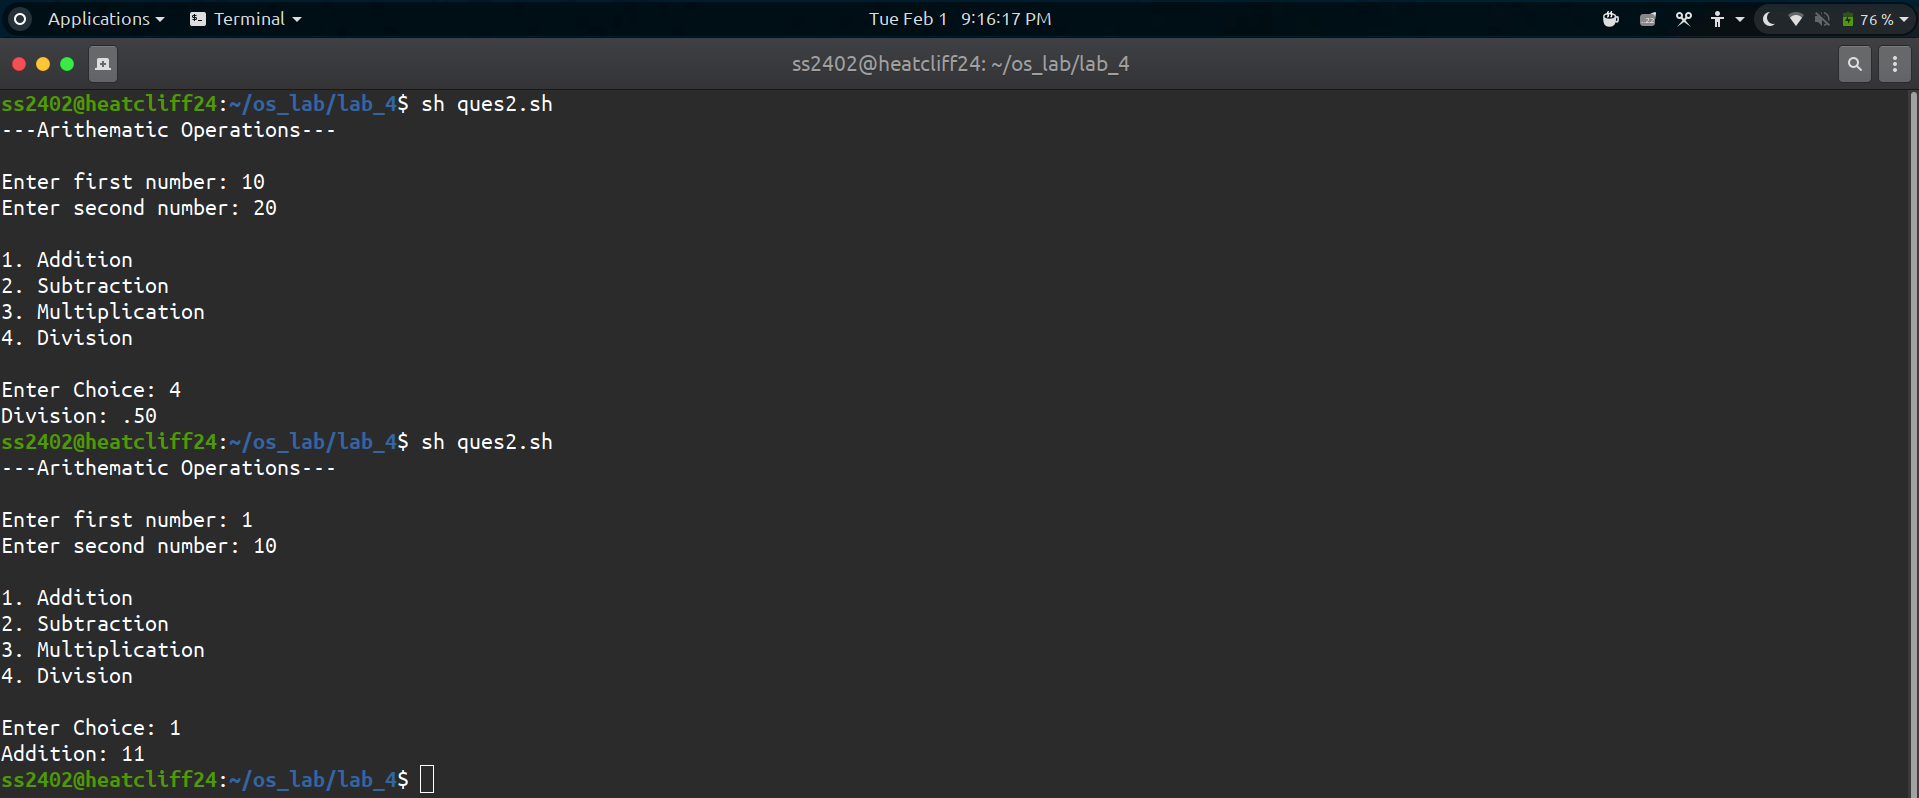 Applications Terminal Tue Feb 1 9:16:17 PM 22 76 %
ss2402@heatcliff24: ~/os_lab/lab_4
ss2402@heatcliff24:~/os_lab/lab_4$ sh ques2.sh
---Arithematic Operations---
Enter first number: 10
Enter second number: 20
1. Addition
2. Subtraction
3. Multiplication
4. Division
Enter Choice: 4
Division: .50
ss2402@heatcliff24:~/os_lab/lab_4$ sh ques2.sh
---Arithematic Operations---
Enter first number: 1
Enter second number: 10
1. Addition
2. Subtraction
3. Multiplication
4. Division
Enter Choice: 1
Addition: 11
ss2402@heatcliff24:~/os_lab/lab_4$